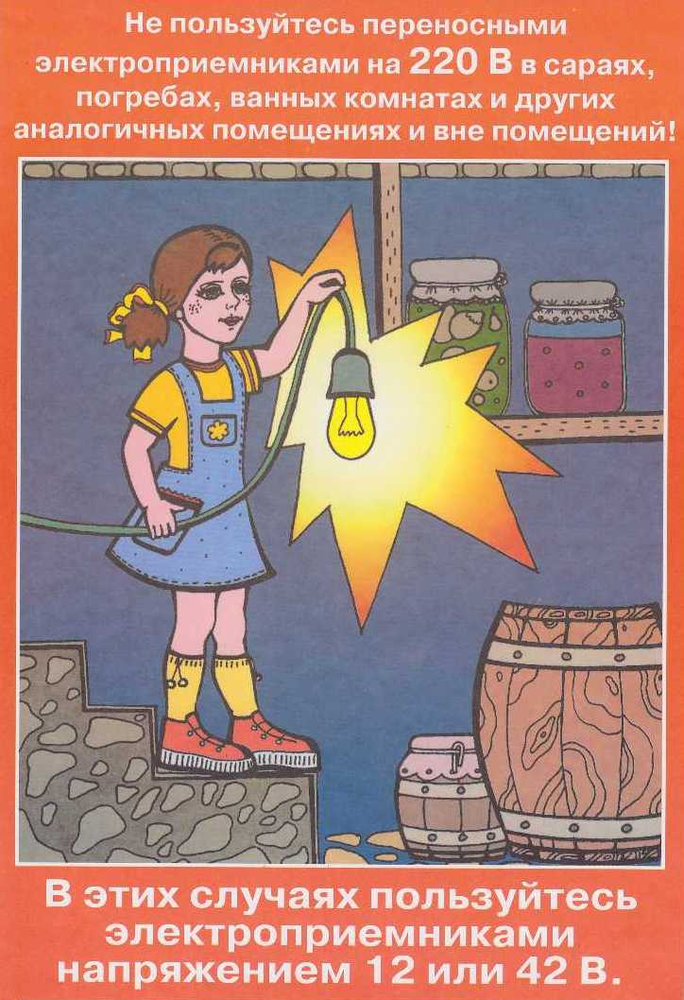 Не пользуйтесь переносными
электроприемниками на 220 В в сараях,
погребах, ванных комнатах и других
аналогичных помещениях и вне помещений!
В этих случаях пользуйтесь
электроприемниками
напряжением 12 или 42 В.